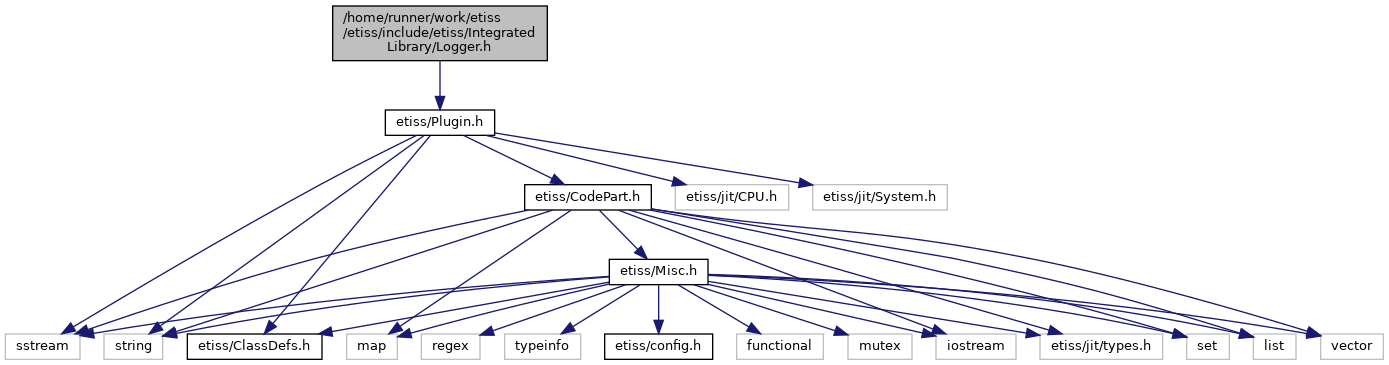 /home/runner/work/etiss
/etiss/include/etiss/Integrated
Library/Logger.h
etiss/Plugin.h
etiss/CodePart.h
etiss/jit/CPU.h
etiss/jit/System.h
etiss/Misc.h
sstream
string
etiss/ClassDefs.h
map
regex
typeinfo
etiss/config.h
functional
mutex
iostream
etiss/jit/types.h
set
list
vector